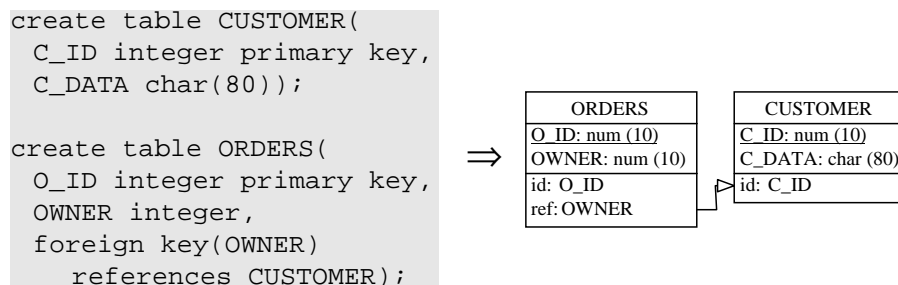 create table CUSTOMER(
C_ID integer primary key,
C_DATA char(80));
create table ORDERS(
O_ID integer primary key,
OWNER integer,
foreign key(OWNER)
references CUSTOMER);
⇒
ORDERS
O_ID: num (10)
OWNER: num (10)
id: O_ID
ref: OWNER
CUSTOMER
C_ID: num (10)
C_DATA: char (80)
id: C_ID